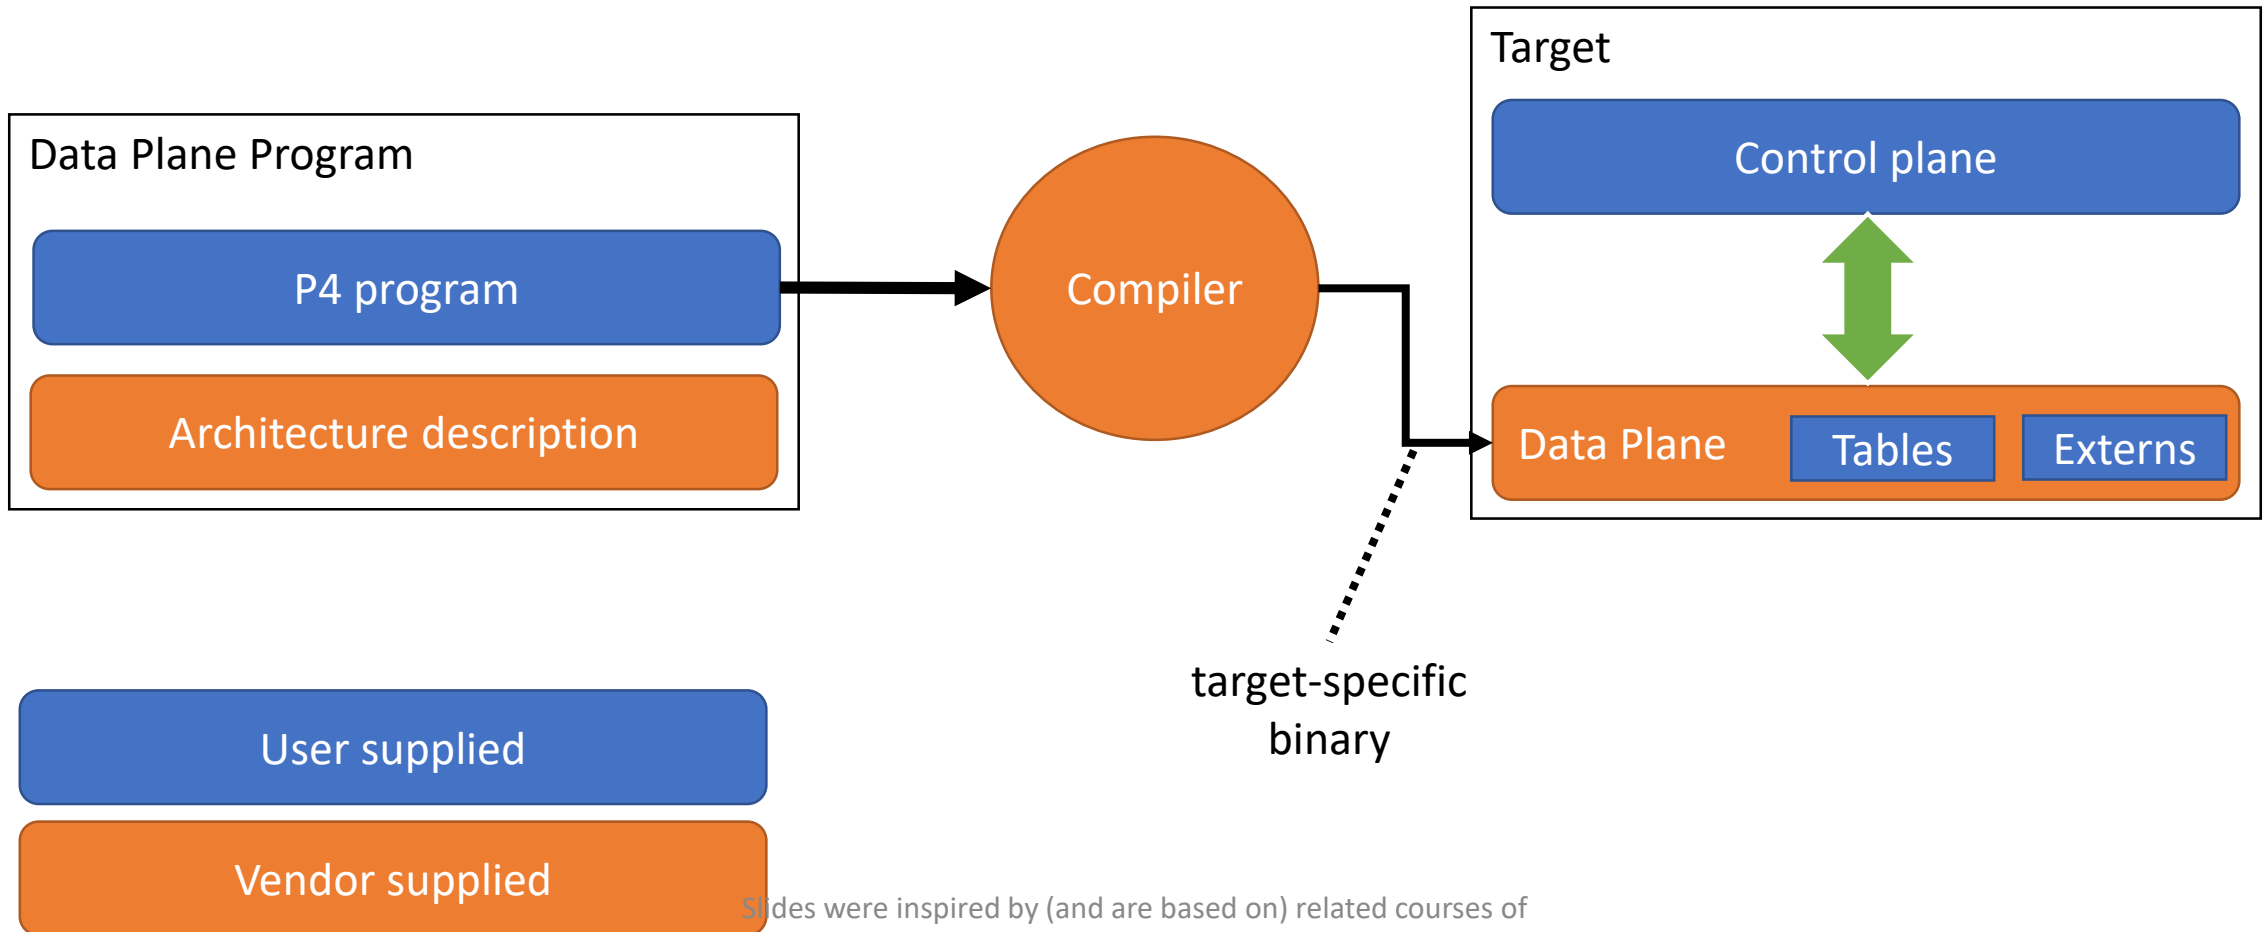 Target
Data Plane Program
Control plane
P4 program
Compiler
Architecture description
Data Plane
Tables
Externs
target-specific
binary
User supplied
Vendor supplied
Slides were inspired by (and are based on) related courses of